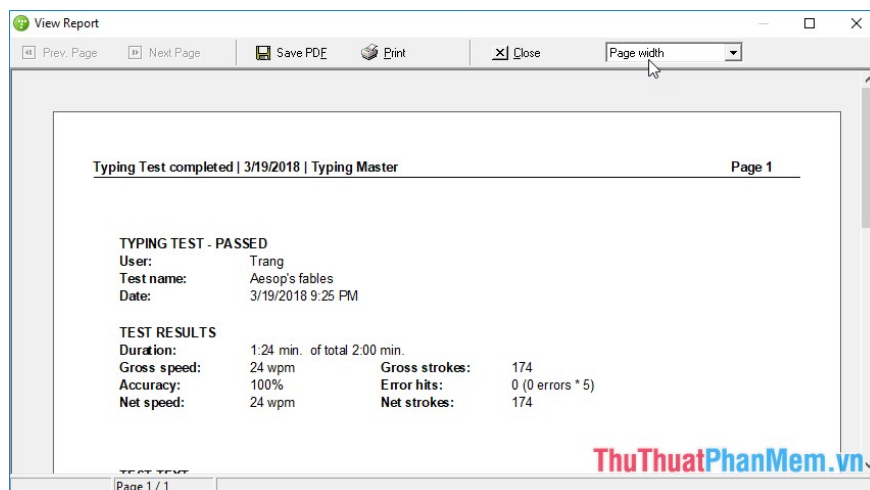 View Report
Prev. Page Next Page Save PDF Print Close Page width
Typing Test completed | 3/19/2018 | Typing Master Page 1
TYPING TEST - PASSED
User: Trang
Test name: Aesop's fables
Date: 3/19/2018 9:25 PM
TEST RESULTS
Duration: 1:24 min. of total 2:00 min.
Gross speed: 24 wpm Gross strokes: 174
Accuracy: 100% Error hits: 0 (0 errors * 5)
Net speed: 24 wpm Net strokes: 174
ThuThuatPhanMem.vn
TEST TEXT
Page 1 / 1